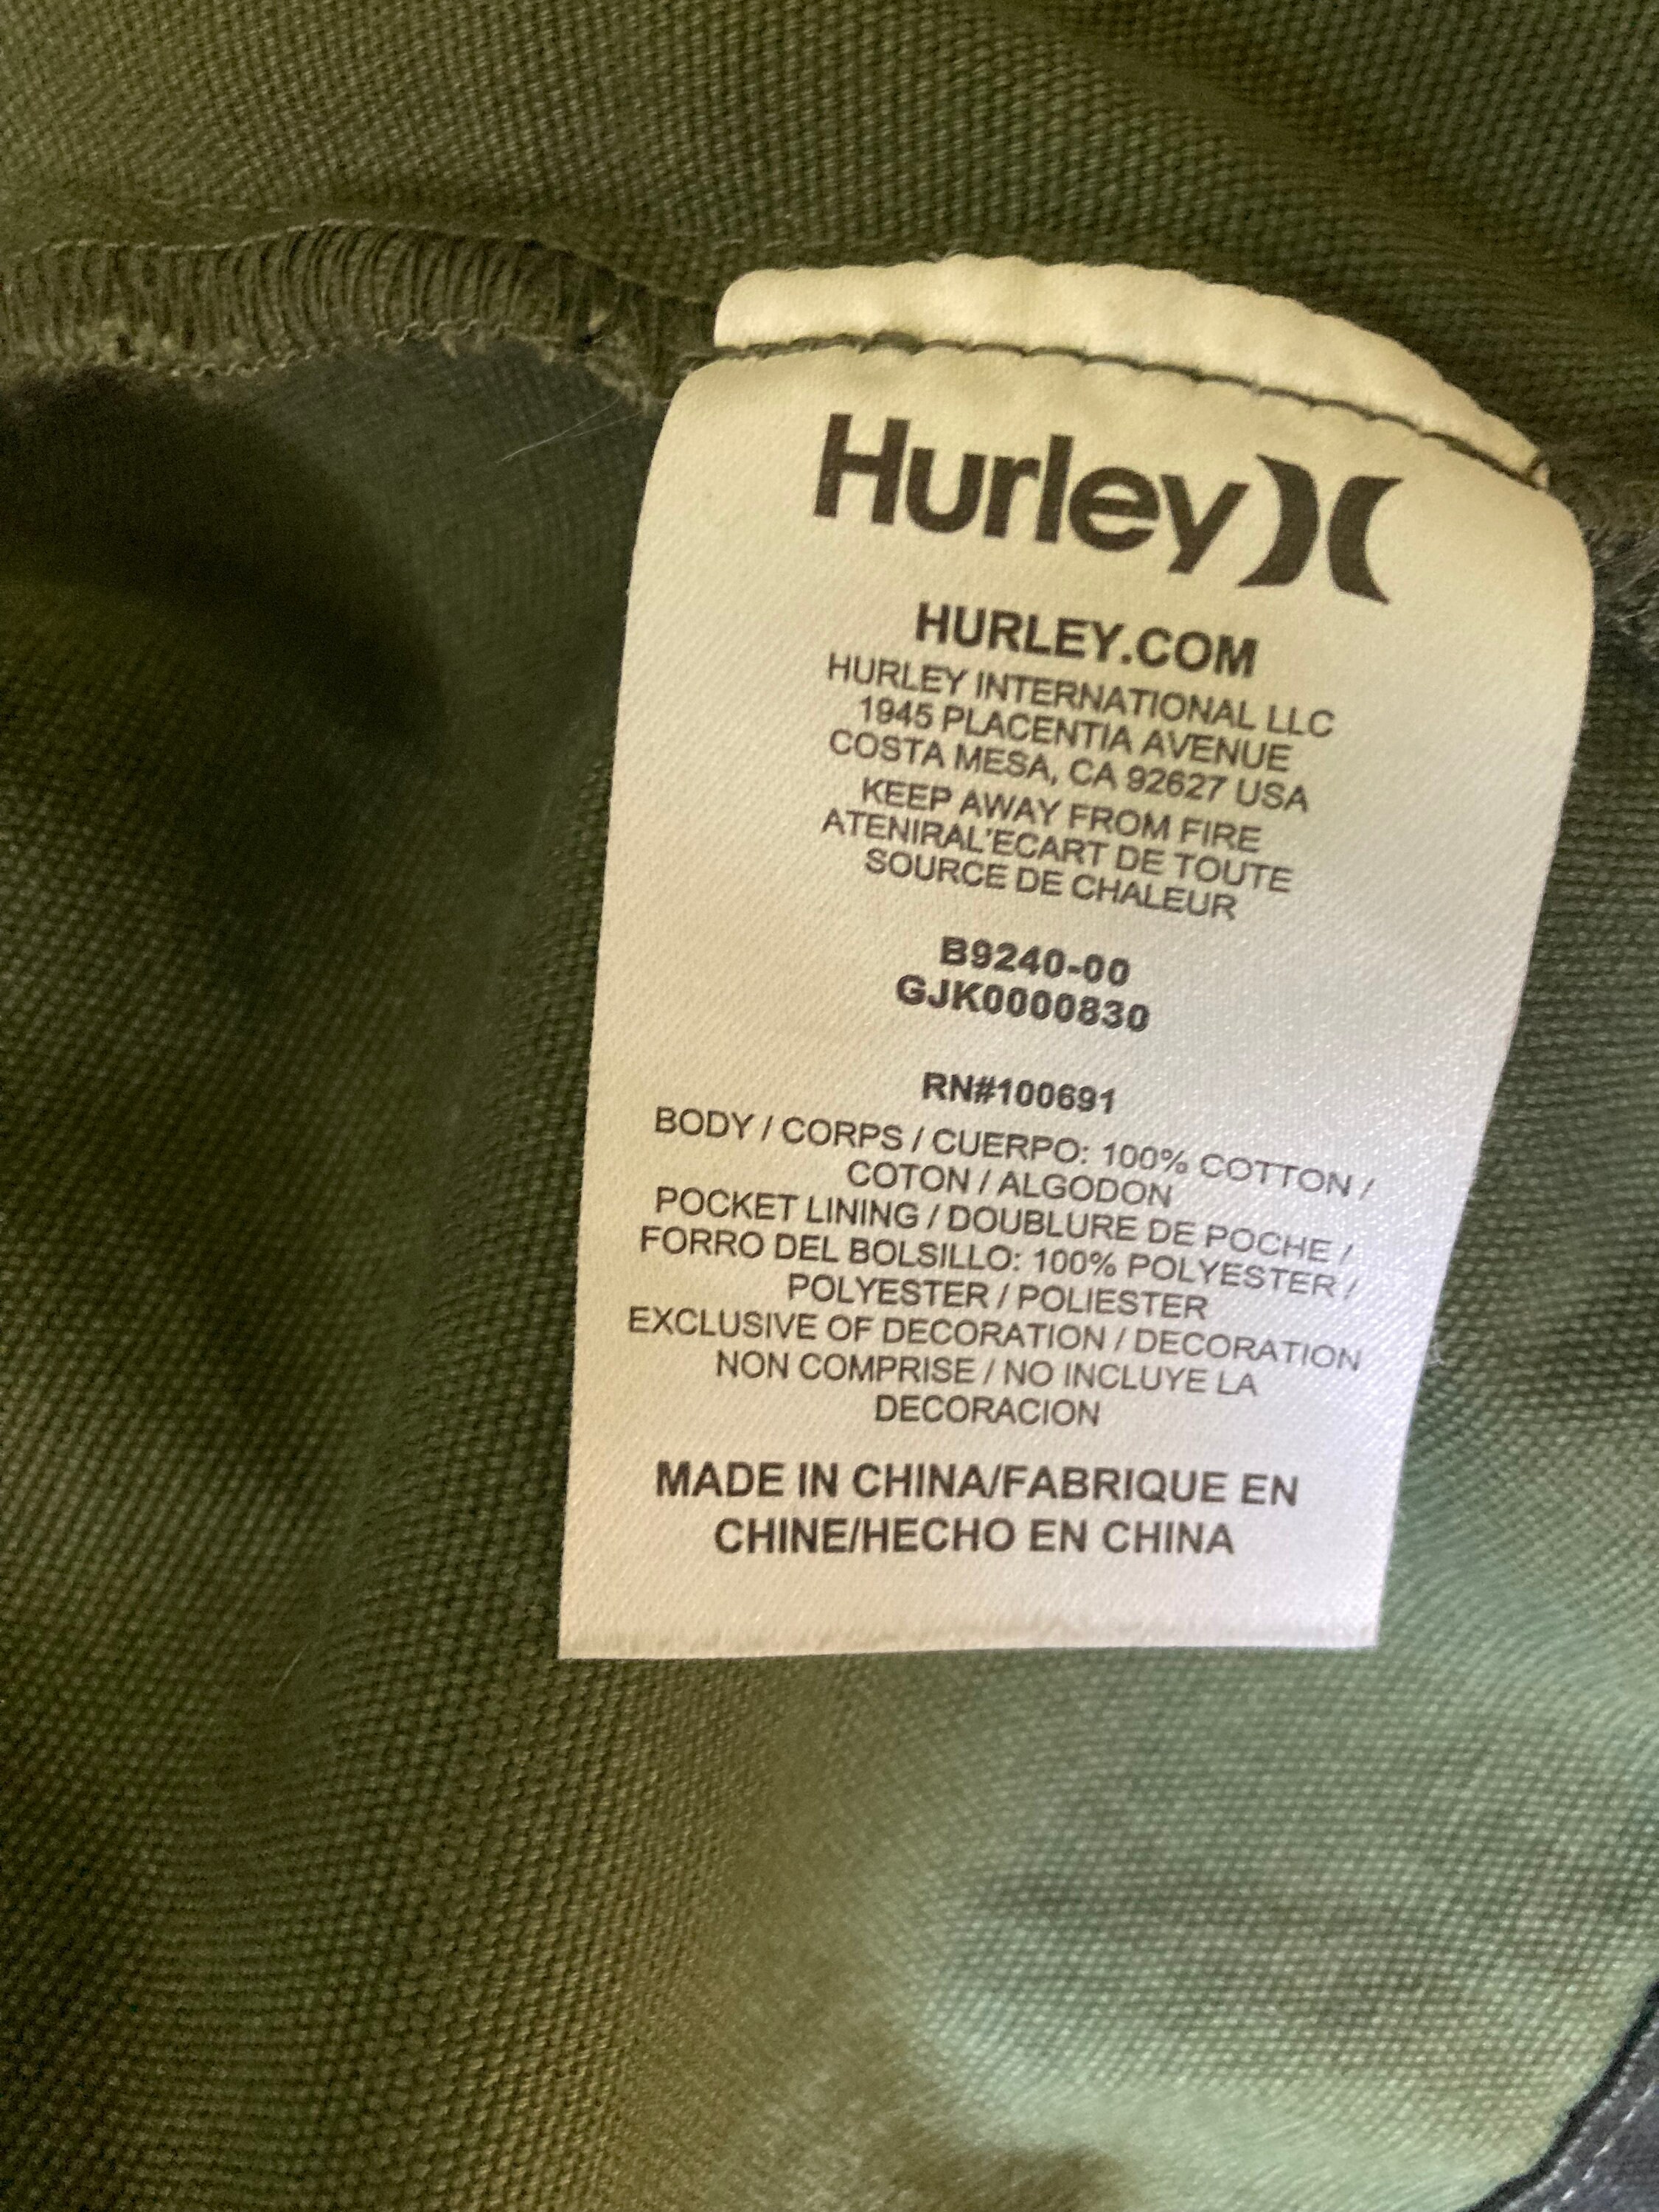 Hurley
HURLEY.COM
HURLEY INTERNATIONAL LLC
1945 PLACENTIA AVENUE
COSTA MESA, CA 92627 USA
KEEP AWAY FROM FIRE
ATENIRAL'ECART DE TOUTE
SOURCE DE CHALEUR
B9240-00
GJK0000830
RN#100691
BODY / CORPS / CUERPO: 100% COTTON /
COTON / ALGODON
POCKET LINING / DOUBLURE DE POCHE /
FORRO DEL BOLSILLO: 100% POLYESTER /
POLYESTER / POLIESTER
EXCLUSIVE OF DECORATION / DECORATION
NON COMPRISE / NO INCLUYE LA
DECORACION
MADE IN CHINA/FABRIQUE EN
CHINE/HECHO EN CHINA